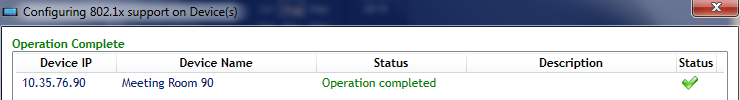 Configuring 802.1x support on Device(s)
Operation Complete
Device IP Device Name Status Description Status
10.35.76.90 Meeting Room 90 Operation completed